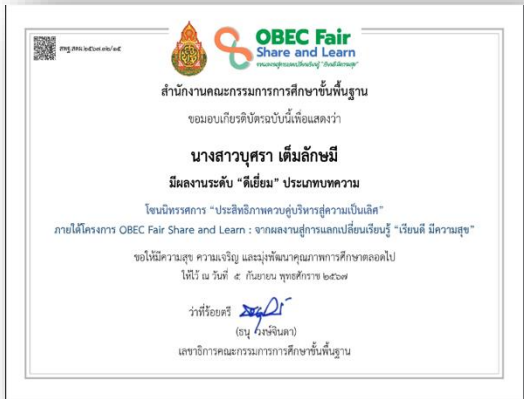 OBEC Fair
Share and Learn
สำนักงานคณะกรรมการการศึกษาขั้นพื้นฐาน
ขอมอบเกียรติบัตรฉบับนี้เพื่อแสดงว่า
นางสาวบุศรา เต็มลักษมี
มีผลงานระดับ “ดีเยี่ยม” ประเภทบทความ
โซนนิทรรศการ “ประสิทธิภาพควบคู่บริหารสู่ความเป็นเลิศ”
ภายใต้โครงการ OBEC Fair Share and Learn : จากผลงานสู่การแลกเปลี่ยนเรียนรู้ “เรียนดี มีความสุข”
ขอให้มีความสุข ความเจริญ และมุ่งพัฒนาคุณภาพการศึกษาตลอดไป
ให้ไว้ ณ วันที่ ๕ กันยายน พุทธศักราช ๒๕๖๗
ว่าที่ร้อยตรี
(ธนุ วงษ์จินดา)
เลขาธิการคณะกรรมการการศึกษาขั้นพื้นฐาน